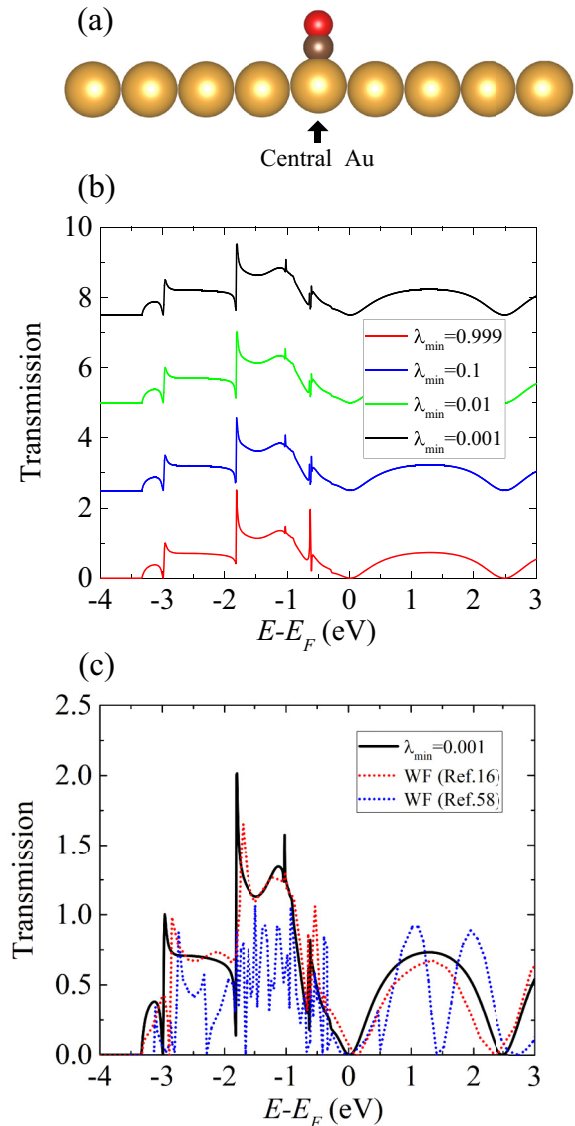 (a)
Central Au
(b)
Transmission
10
8
6
4
2
0
λmin=0.999
λmin=0.1
λmin=0.01
λmin=0.001
-4 -3 -2 -1 0 1 2 3
E-EF (eV)
(c)
Transmission
2.5
2.0
1.5
1.0
0.5
0.0
λmin=0.001
WF (Ref.16)
WF (Ref.58)
-4 -3 -2 -1 0 1 2 3
E-EF (eV)